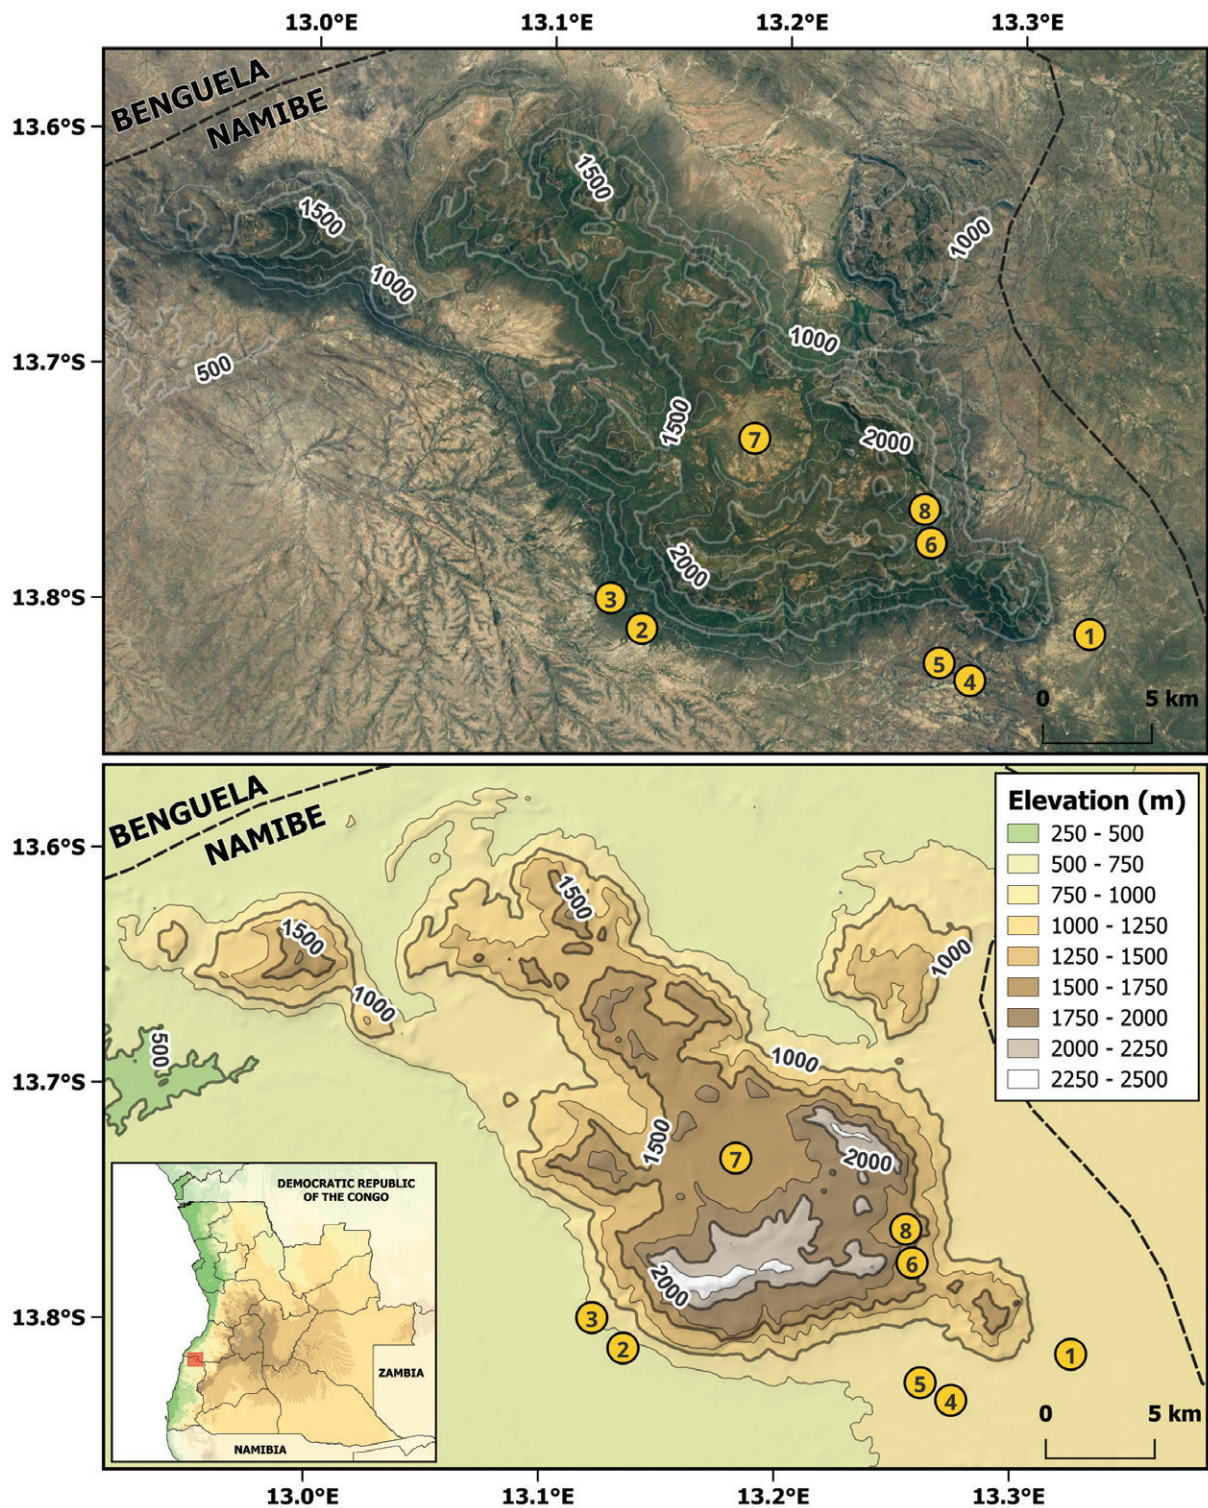 13.0°E 13.1°E 13.2°E 13.3°E
BENGUELA
NAMIBE
13.6°S
13.7°S
13.8°S
1500
1500
1000
1000
500
1000
1500
2000
2000
7
8
6
3
2
1
5
4
0 5 km
BENGUELA
NAMIBE
13.6°S
13.7°S
13.8°S
1500
1500
1000
1000
500
1000
1500
2000
2000
7
8
6
3
2
1
5
4
0 5 km
Elevation (m)
250 - 500
500 - 750
750 - 1000
1000 - 1250
1250 - 1500
1500 - 1750
1750 - 2000
2000 - 2250
2250 - 2500
DEMOCRATIC REPUBLIC
OF THE CONGO
ZAMBIA
NAMIBIA
13.0°E 13.1°E 13.2°E 13.3°E